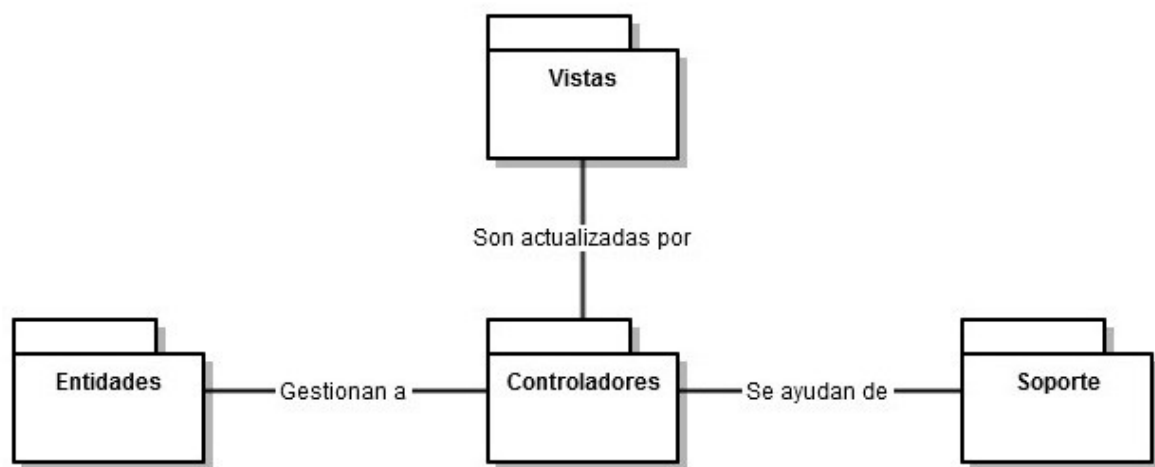 Vistas
Son actualizadas por
Entidades
Gestionan a
Controladores
Se ayudan de
Soporte